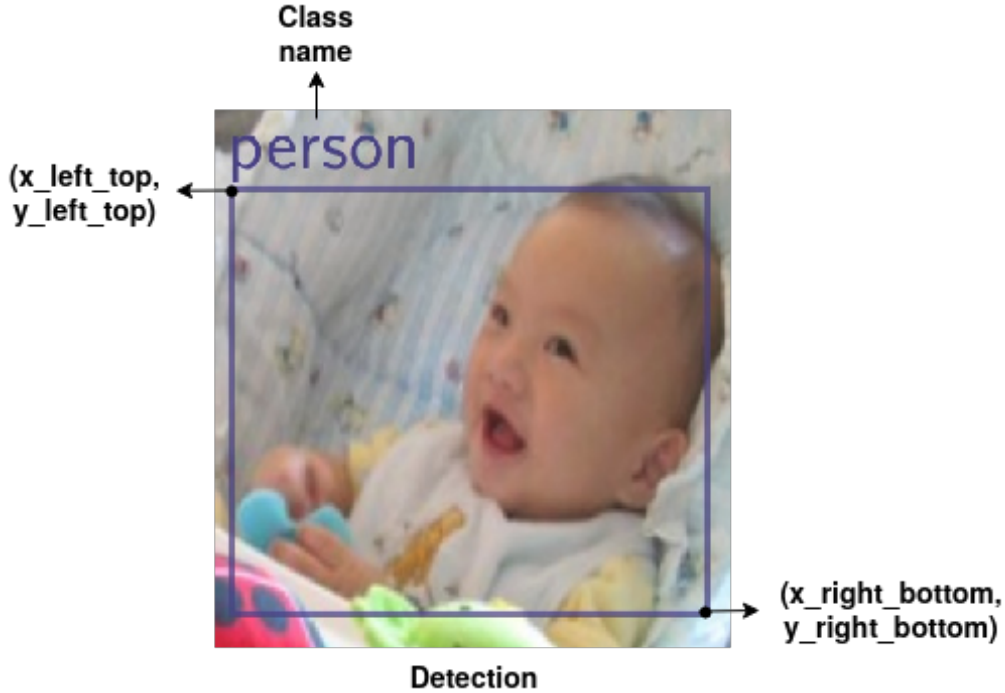 Class
name
person
(x_left_top,
y_left_top)
(x_right_bottom,
y_right_bottom)
Detection